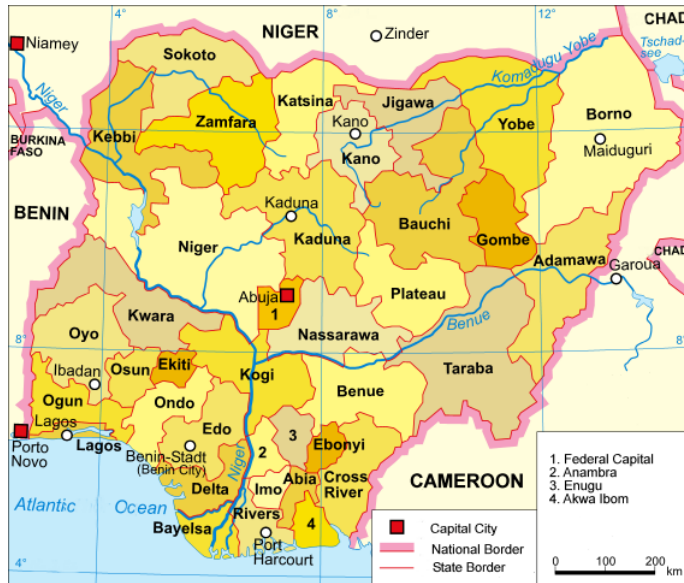 4°
8°
12°
NIGER
Zinder
CHAD
Tschad-
see
Niamey
Sokoto
Komadugu Yobe
Niger
Katsina
Jigawa
Borno
Kebbi
Zamfara
Kano
Yobe
BURKINA
FASO
Kano
Maiduguri
BENIN
Kaduna
Bauchi
Gombe
Niger
Kaduna
Adamawa
CHAD
Garoua
Abuja
1
Plateau
Kwara
Nassarawa
Benue
Oyo
8°
8°
Ekiti
Kogi
Taraba
Ibadan
Osun
Benue
Ogun
Ondo
Edo
3
Ebonyi
Lagos
Lagos
Porto
Novo
Benin-Stadt
(Benin City)
Niger
2
Cross
River
Abia
Imo
Delta
CAMEROON
Atlantic Ocean
Bayelsa
Rivers
4
Port
Harcourt
4°
4°
1. Federal Capital
2. Anambra
3. Enugu
4. Akwa Ibom
Capital City
National Border
State Border
0 100 200
km
8°